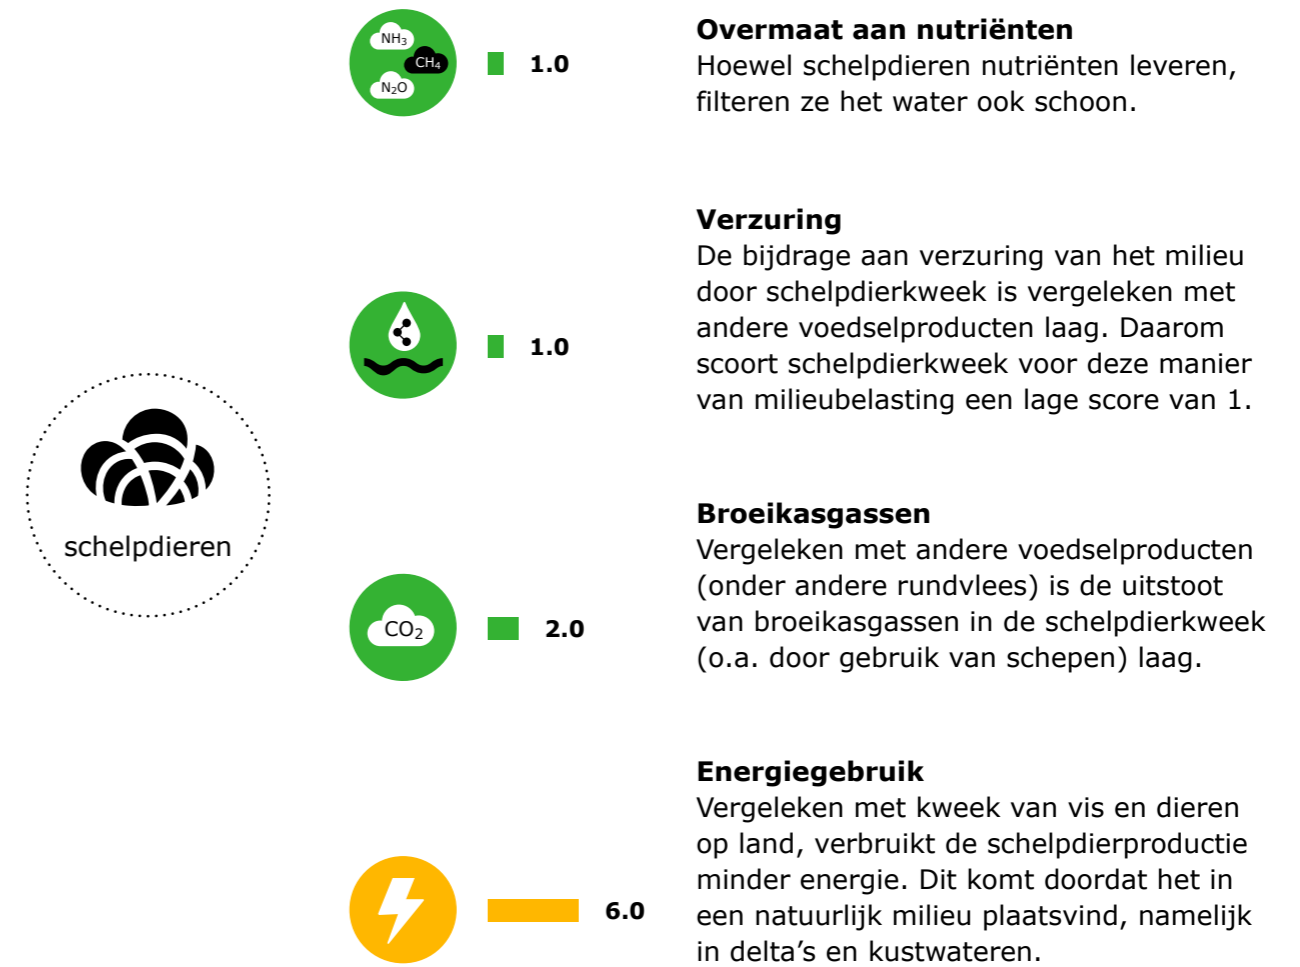 NH₃
CH₄
N₂O
1.0
Overmaat aan nutriënten
Hoewel schelpdieren nutriënten leveren,
filteren ze het water ook schoon.
1.0
Verzuring
De bijdrage aan verzuring van het milieu
door schelpdierkweek is vergeleken met
andere voedselproducten laag. Daarom
scoort schelpdierkweek voor deze manier
van milieubelasting een lage score van 1.
schelpdieren
CO₂
2.0
Broeikasgassen
Vergeleken met andere voedselproducten
(onder andere rundvlees) is de uitstoot
van broeikasgassen in de schelpdierkweek
(o.a. door gebruik van schepen) laag.
6.0
Energiegebruik
Vergeleken met kweek van vis en dieren
op land, verbruikt de schelpdierproductie
minder energie. Dit komt doordat het in
een natuurlijk milieu plaatsvind, namelijk
in delta’s en kustwateren.